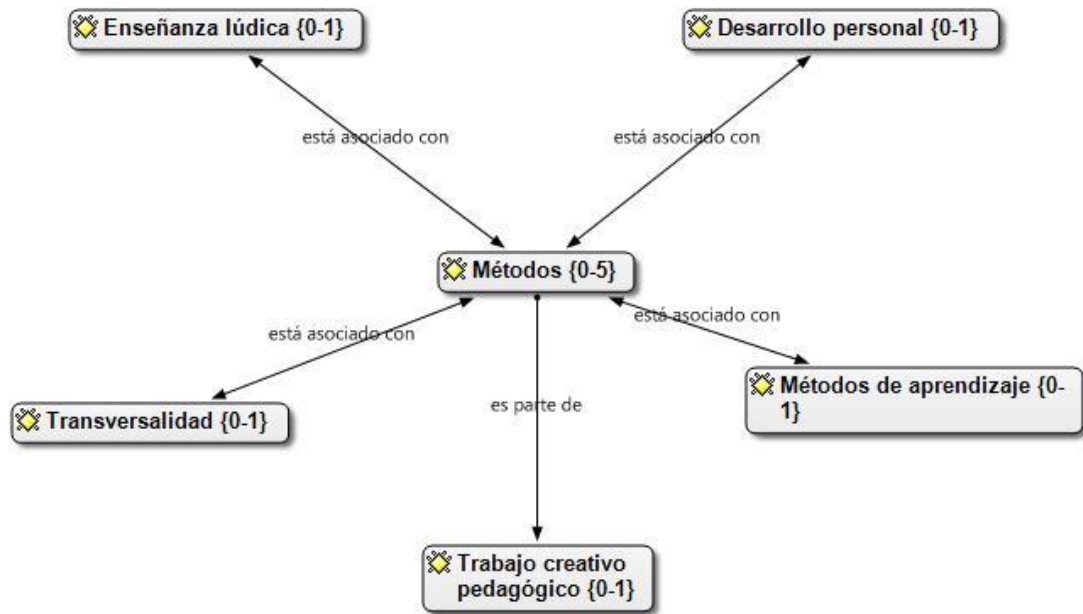 Enseñanza lúdica {0-1}
Desarrollo personal {0-1}
está asociado con
está asociado con
Métodos {0-5}
está asociado con
está asociado con
Métodos de aprendizaje {0-
1}
Transversalidad {0-1}
es parte de
Trabajo creativo
pedagógico {0-1}